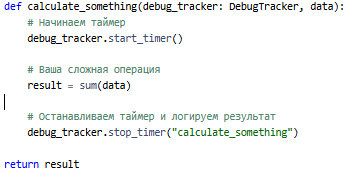 def calculate_something(debug_tracker: DebugTracker, data):
    # Начинаем таймер
    debug_tracker.start_timer()

    # Ваша сложная операция
    result = sum(data)

    # Останавливаем таймер и логируем результат
    debug_tracker.stop_timer("calculate_something")

return result